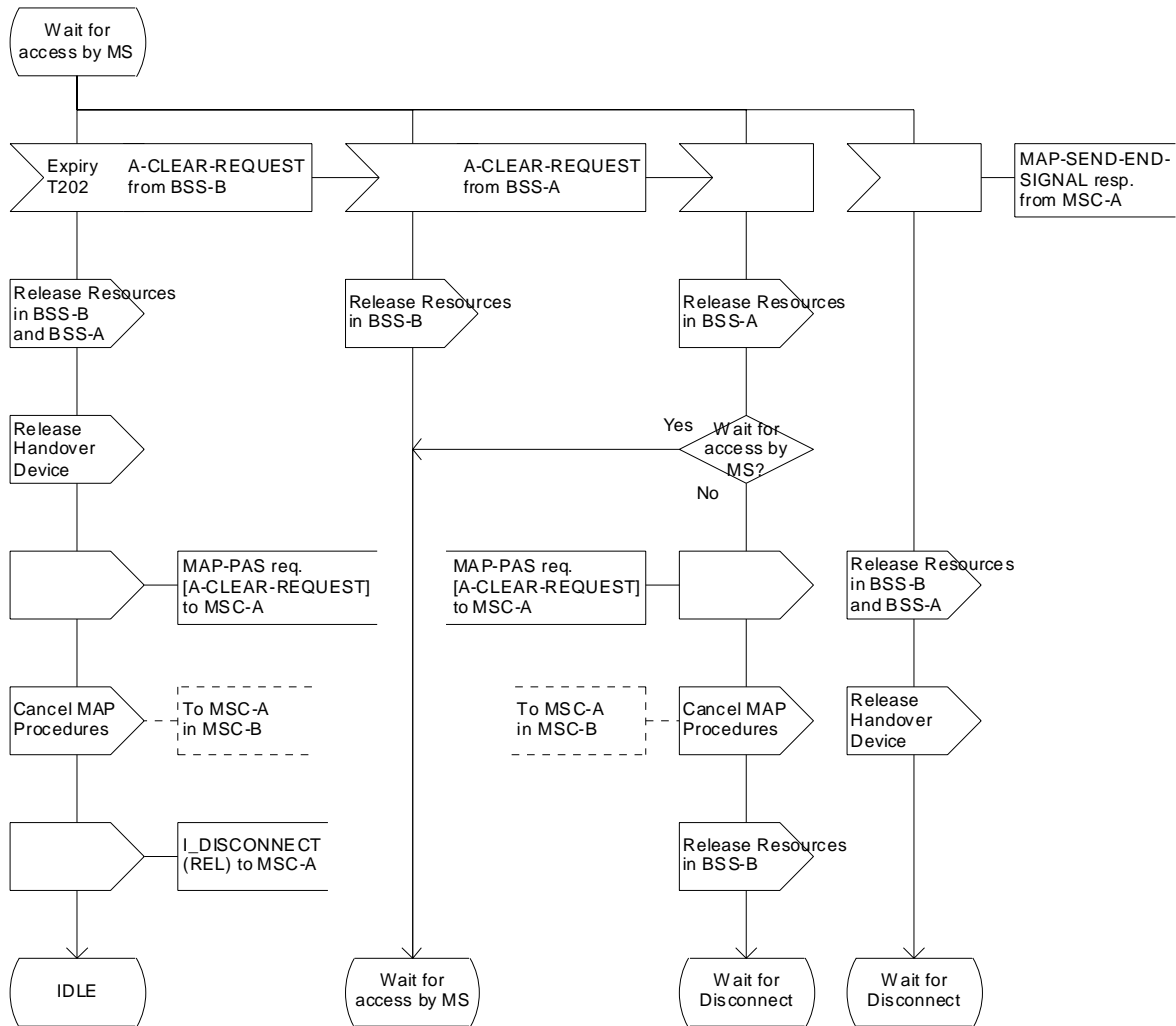 Wait for
access by MS
Expiry
T202
A-CLEAR-REQUEST
from BSS-B
A-CLEAR-REQUEST
from BSS-A
MAP-SEND-END-
SIGNAL resp.
from MSC-A
Release Resources
in BSS-B
and BSS-A
Release Resources
in BSS-B
Release Resources
in BSS-A
Release
Handover
Device
Yes
Wait for
access by
MS?
No
MAP-PAS req.
[A-CLEAR-REQUEST]
to MSC-A
MAP-PAS req.
[A-CLEAR-REQUEST]
to MSC-A
Release Resources
in BSS-B
and BSS-A
Cancel MAP
Procedures
To MSC-A
in MSC-B
To MSC-A
in MSC-B
Cancel MAP
Procedures
Release
Handover
Device
I_DISCONNECT
(REL) to MSC-A
Release Resources
in BSS-B
IDLE
Wait for
access by MS
Wait for
Disconnect
Wait for
Disconnect